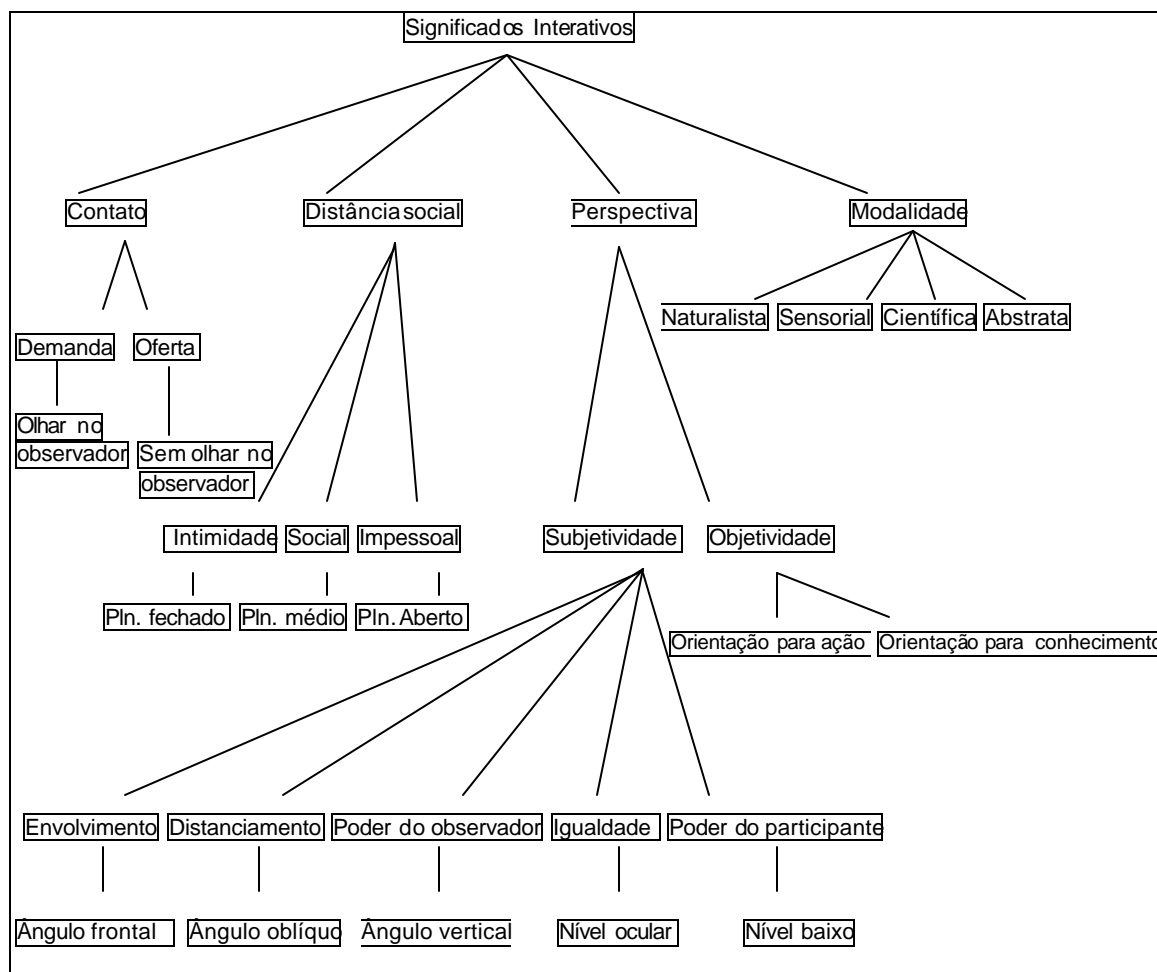 Significados Interativos
Contato
Distância social
Perspectiva
Modalidade
Naturalista
Sensorial
Científica
Abstrata
Demanda
Oferta
Olhar no
observador
Sem olhar no
observador
Intimidade
Social
Impessoal
Subjetividade
Objetividade
Pln. fechado
Pln. médio
Pln. Aberto
Orientação para ação
Orientação para conhecimento
Envolvimento
Distanciamento
Poder do observador
Igualdade
Poder do participante
Ângulo frontal
Ângulo oblíquo
Ângulo vertical
Nível ocular
Nível baixo